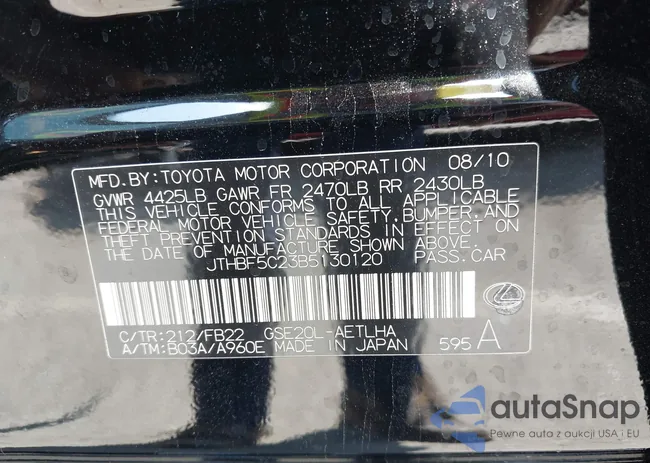 MFD.BY:TOYOTA MOTOR CORPORATION 08/10
GVWR 4425LB GAWR FR 2470LB RR 2430LB
THIS VEHICLE CONFORMS TO ALL APPLICABLE
FEDERAL MOTOR VEHICLE SAFETY,BUMPER,AND
THEFT PREVENTION STANDARDS IN EFFECT ON
THE DATE OF MANUFACTURE SHOWN ABOVE.
JTHBF5C23B5130120 PASS.CAR
C/TR:212/FB22 GSE20L-AETLHA
A/TM:B03A/A960E MADE IN JAPAN 595 A
autaSnap
Pewne auta z aukcji USA i EU